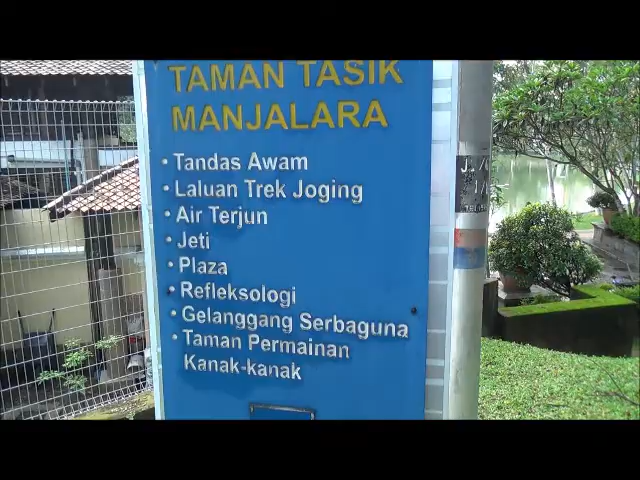 TAMAN TASIK
MANJALARA
• Tandas Awam
• Laluan Trek Joging
• Air Terjun
• Jeti
• Plaza
• Refleksologi
• Gelanggang Serbaguna
• Taman Permainan
Kanak-kanak